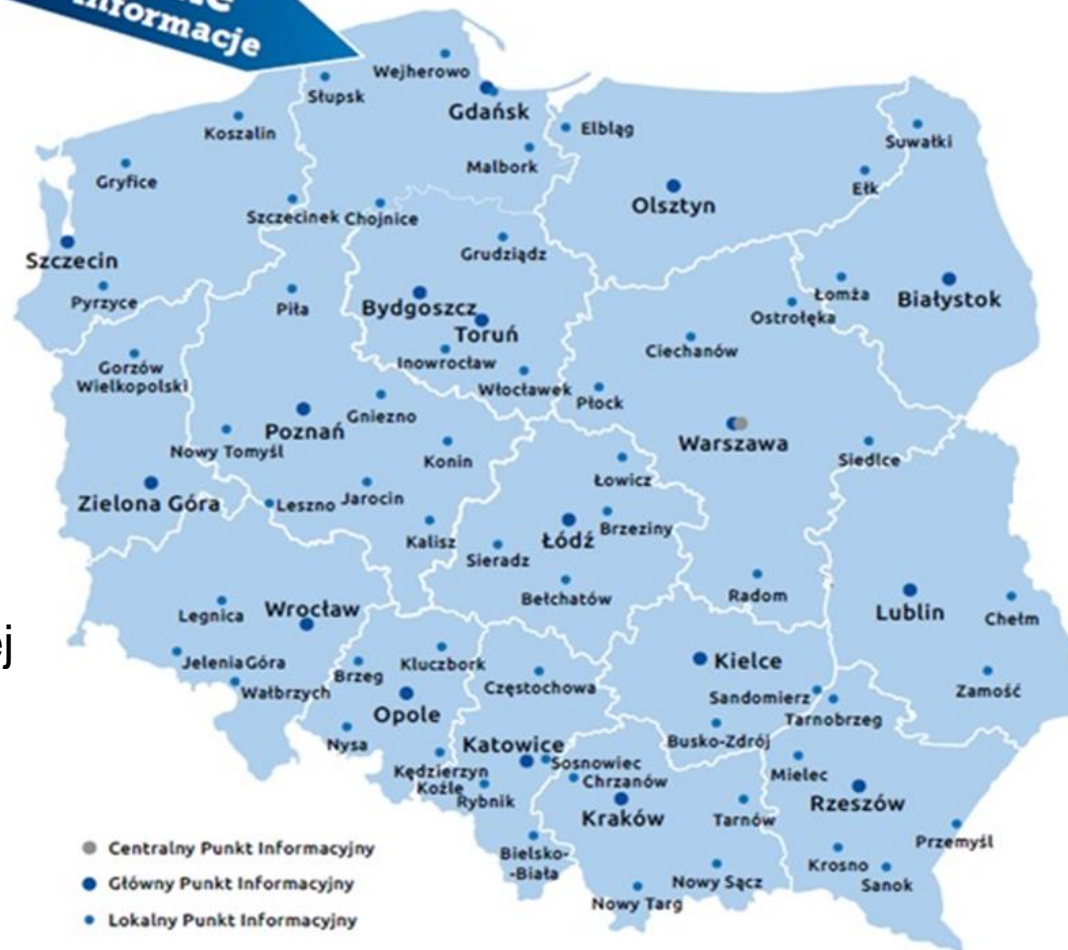 informacje
Wejherowo
Słupsk
Gdańsk
Koszalin
Elbląg
Suwałki
Malbork
Gryfice
Ełk
Olsztyn
Szczecinek
Chojnice
Grudziądz
Szczecin
Pyrzyce
Piła
Bydgoszcz
Łomża
Białystok
Ostrołęka
Toruń
Ciechanów
Inowrocław
Gorzów
Wielkopolski
Włocławek
Płock
Gniezno
Poznań
Nowy Tomyśl
Konin
Warszawa
Siedlce
Łowicz
Zielona Góra
Leszno
Jarocin
Brzeziny
Kalisz
Łódź
Sieradz
Bełchatów
Radom
Legnica
Wrocław
Lublin
Chełm
ej
Jelenia Góra
Brzeg
Kluczbork
Kielce
Wałbrzych
Częstochowa
Sandomierz
Zamość
Opole
Tarnobrzeg
Nysa
Katowice
Busko-Zdrój
Sosnowiec
Kędzierzyn
Koźle
Chrzanów
Mielec
Rybnik
Rzeszów
Kraków
Tarnów
Przemyśl
Centralny Punkt Informacyjny
Bielsko-
-Biała
Krosno
Główny Punkt Informacyjny
Nowy Sącz
Sanok
Nowy Targ
Lokalny Punkt Informacyjny